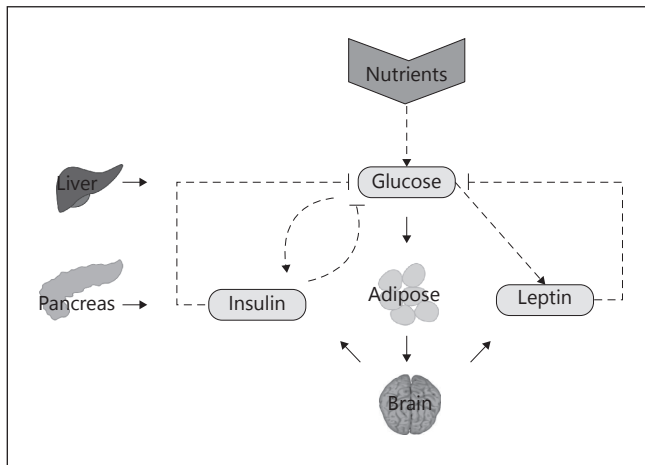 Nutrients
Liver
Glucose
Pancreas
Insulin
Adipose
Leptin
Brain